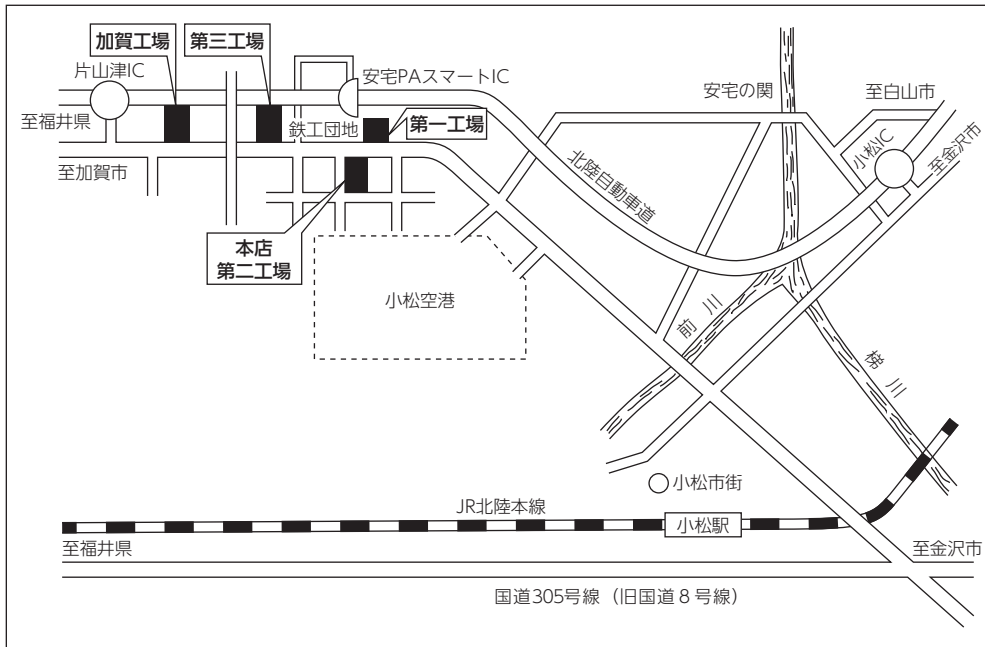 加賀工場
第三工場
片山津IC
安宅PAスマートIC
安宅の関
至白山市
至福井県
鉄工団地
第一工場
小松IC
至金沢市
至加賀市
北陸自動車道
本店
第二工場
小松空港
前川
梯川
小松市街
JR北陸本線
小松駅
至福井県
至金沢市
国道305号線（旧国道８号線）